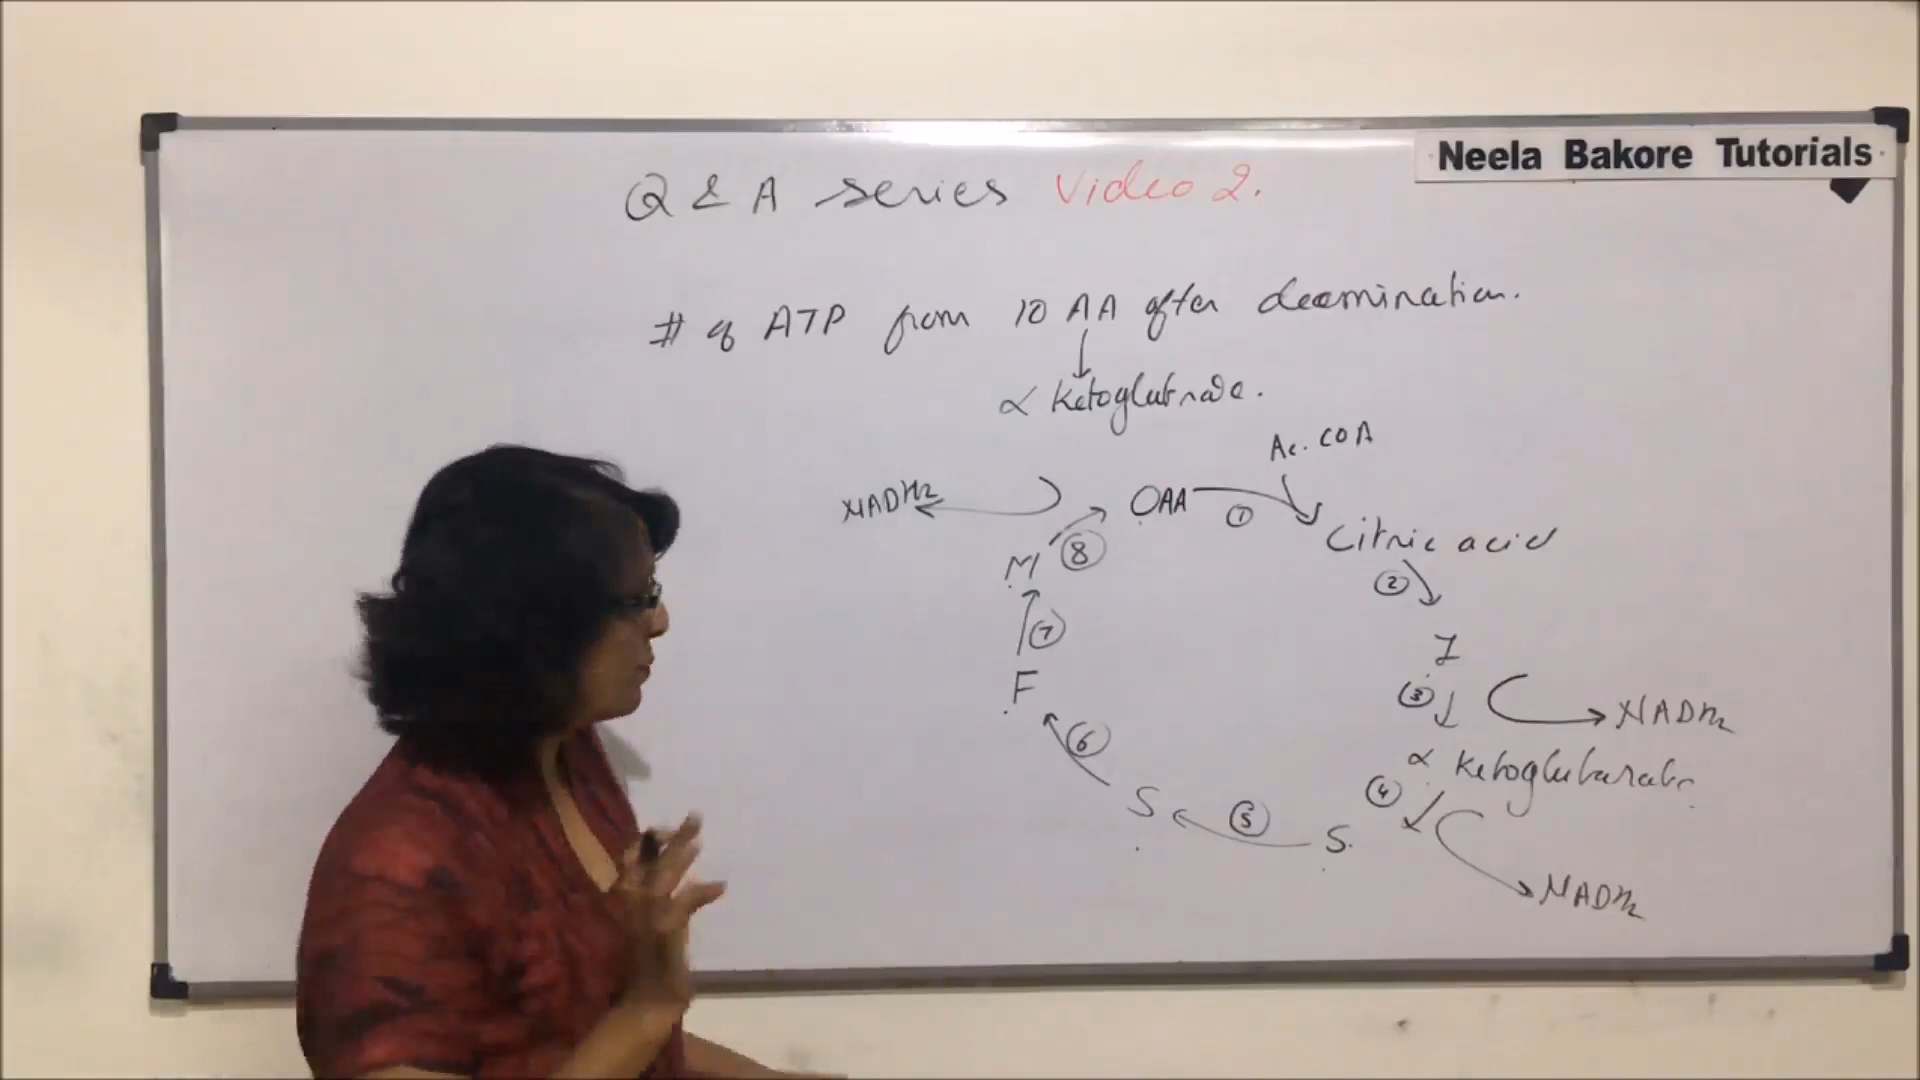 Neela Bakore Tutorials
Q & A series Video 2.
# of ATP from 10 AA after deamination.
α Ketoglutrade.
Ac. COA
NADH2
OAA
①
Citric acid
⑧
②
M
⑦
I
F
③
NADH2
⑥
α Ketoglutarate
④
S
⑤
S.
NADH2